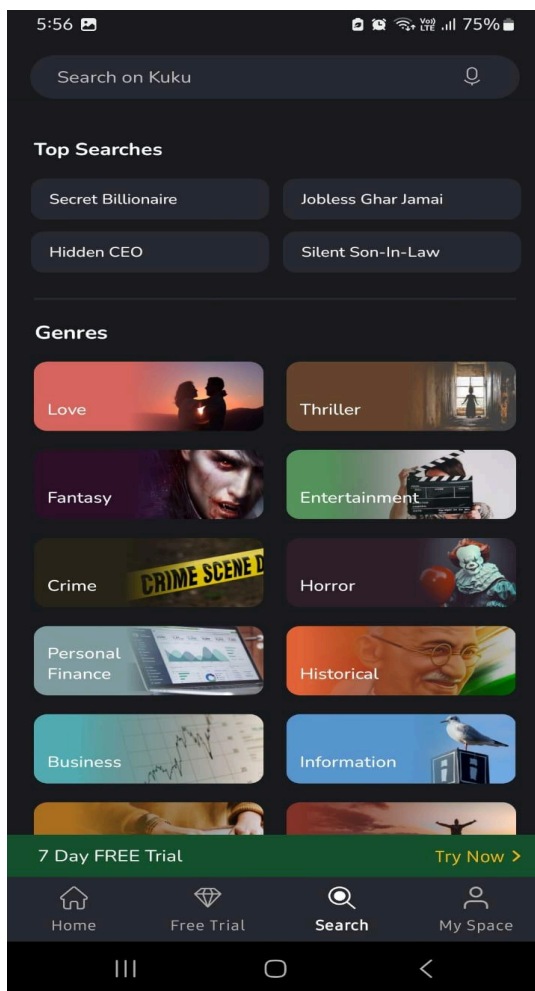 5:56
Vo)) LTE 75%
Search on Kuku
Top Searches
Secret Billionaire
Jobless Ghar Jamai
Hidden CEO
Silent Son-In-Law
Genres
Love
Thriller
Fantasy
Entertainment
Crime
CRIME SCENE D
Horror
Personal
Finance
Historical
Business
Information
7 Day FREE Trial
Try Now >
Home
Free Trial
Search
My Space